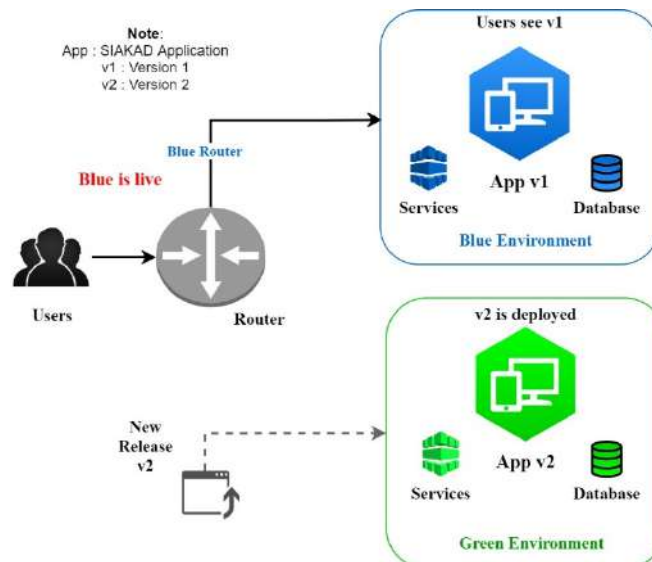 Note:
App : SIAKAD Application
v1 : Version 1
v2 : Version 2
Users see v1
Blue Router
Blue is live
App v1
Services
Database
Blue Environment
Users
Router
v2 is deployed
New
Release
v2
App v2
Services
Database
Green Environment